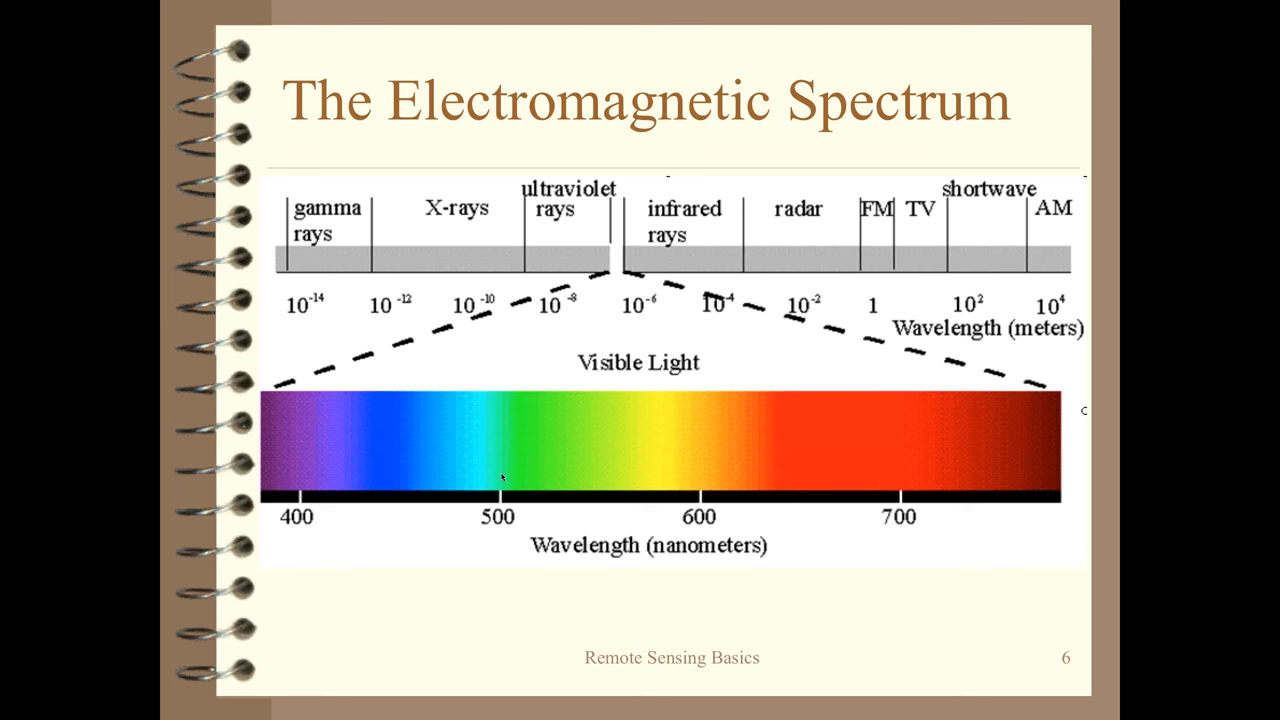 The Electromagnetic Spectrum
gamma rays X-rays ultraviolet rays infrared rays radar FM TV shortwave AM
10⁻¹⁴ 10⁻¹² 10⁻¹⁰ 10⁻⁸ 10⁻⁶ 10⁻⁴ 10⁻² 1 10² 10⁴
Wavelength (meters)
Visible Light
400 500 600 700
Wavelength (nanometers)
Remote Sensing Basics 6